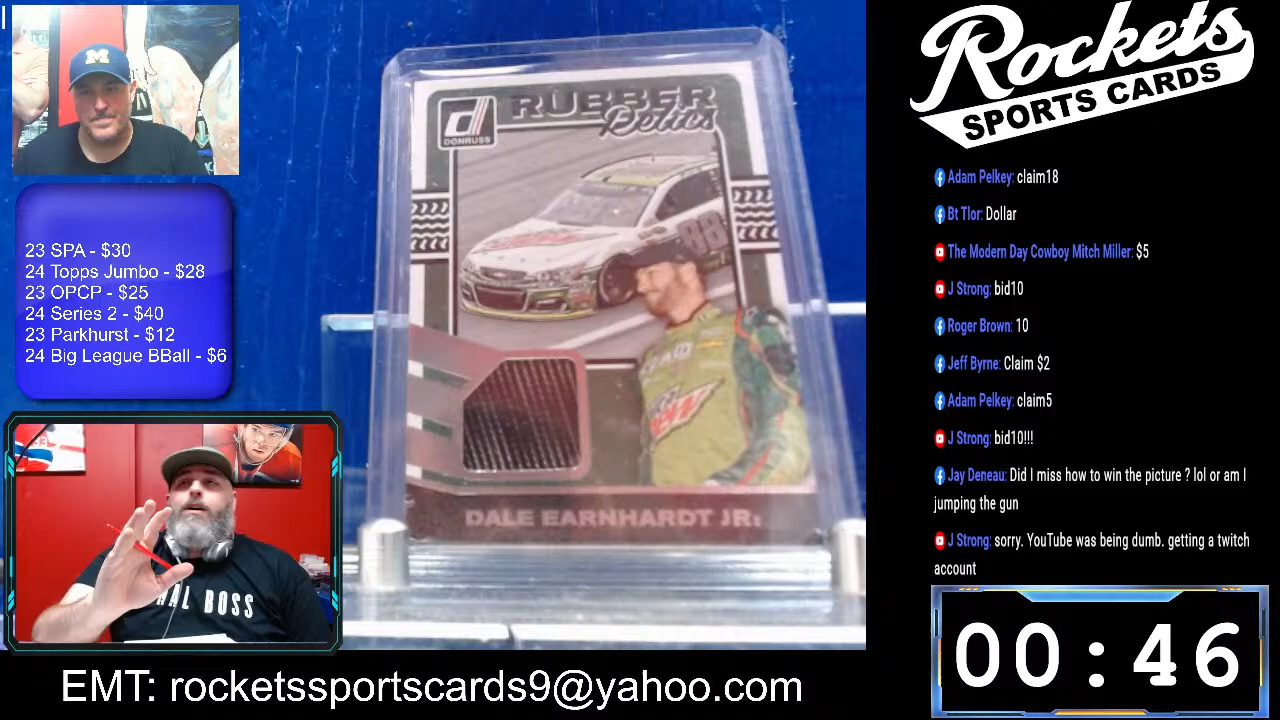 M
23 SPA - $30
24 Topps Jumbo - $28
23 OPCP - $25
24 Series 2 - $40
23 Parkhurst - $12
24 Big League BBall - $6
DONRUSS
RUBBER
Relics
88
DEW
DALE EARNHARDT JR.
BOSS
EMT: rocketssportscards9@yahoo.com
Rockets
SPORTS CARDS
Adam Pelkey: claim18
Bt Tlor: Dollar
The Modern Day Cowboy Mitch Miller: $5
J Strong: bid10
Roger Brown: 10
Jeff Byrne: Claim $2
Adam Pelkey: claim5
J Strong: bid10!!!
Jay Deneau: Did I miss how to win the picture ? lol or am I
jumping the gun
J Strong: sorry. YouTube was being dumb. getting a twitch
account
00:46